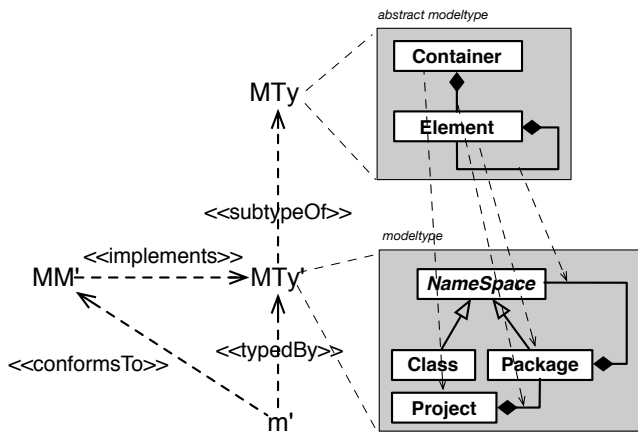 abstract modeltype
Container
MTy
Element
<<subtypeOf>>
modeltype
<<implements>>
MM' MTy'
NameSpace
<<conformsTo>> <<typedBy>>
Class Package
Project
m'